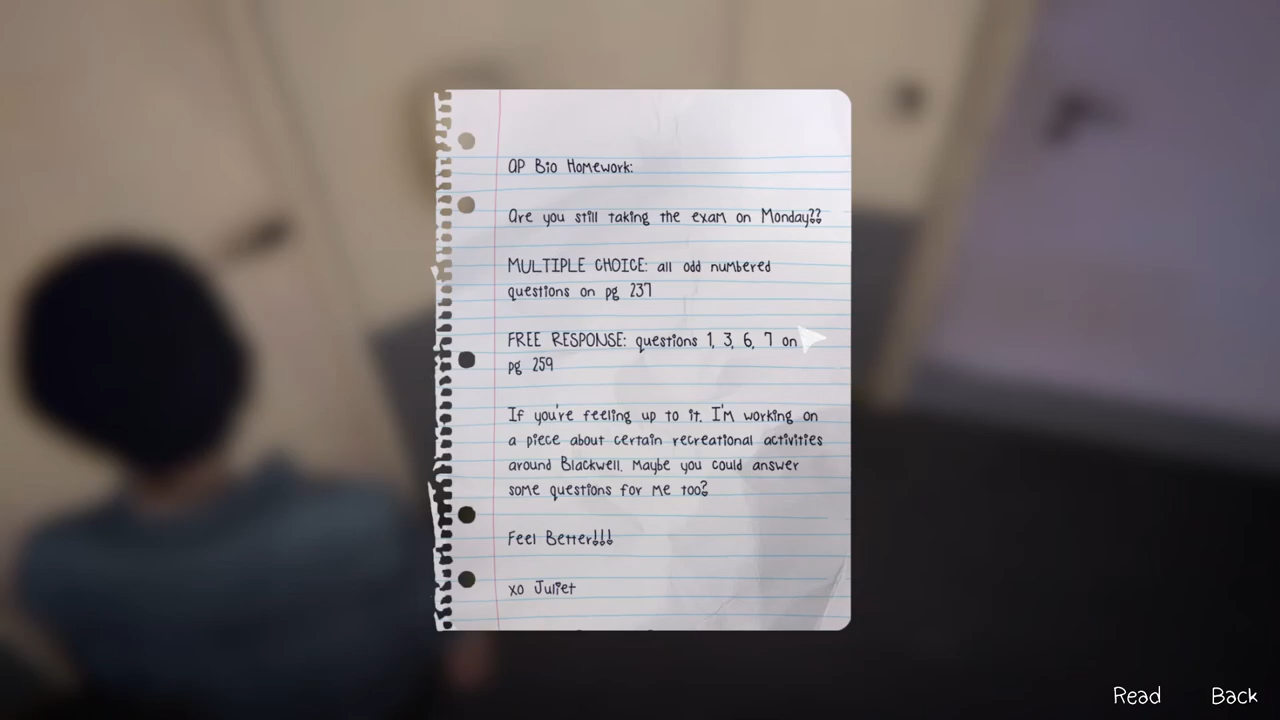 AP Bio Homework:
Are you still taking the exam on Monday??
MULTIPLE CHOICE: all odd numbered
questions on pg 237
FREE RESPONSE: questions 1, 3, 6, 7 on
pg 259
If you're feeling up to it. I'm working on
a piece about certain recreational activities
around Blackwell. Maybe you could answer
some questions for me too?
Feel Better!!!
xo Juliet
Read Back